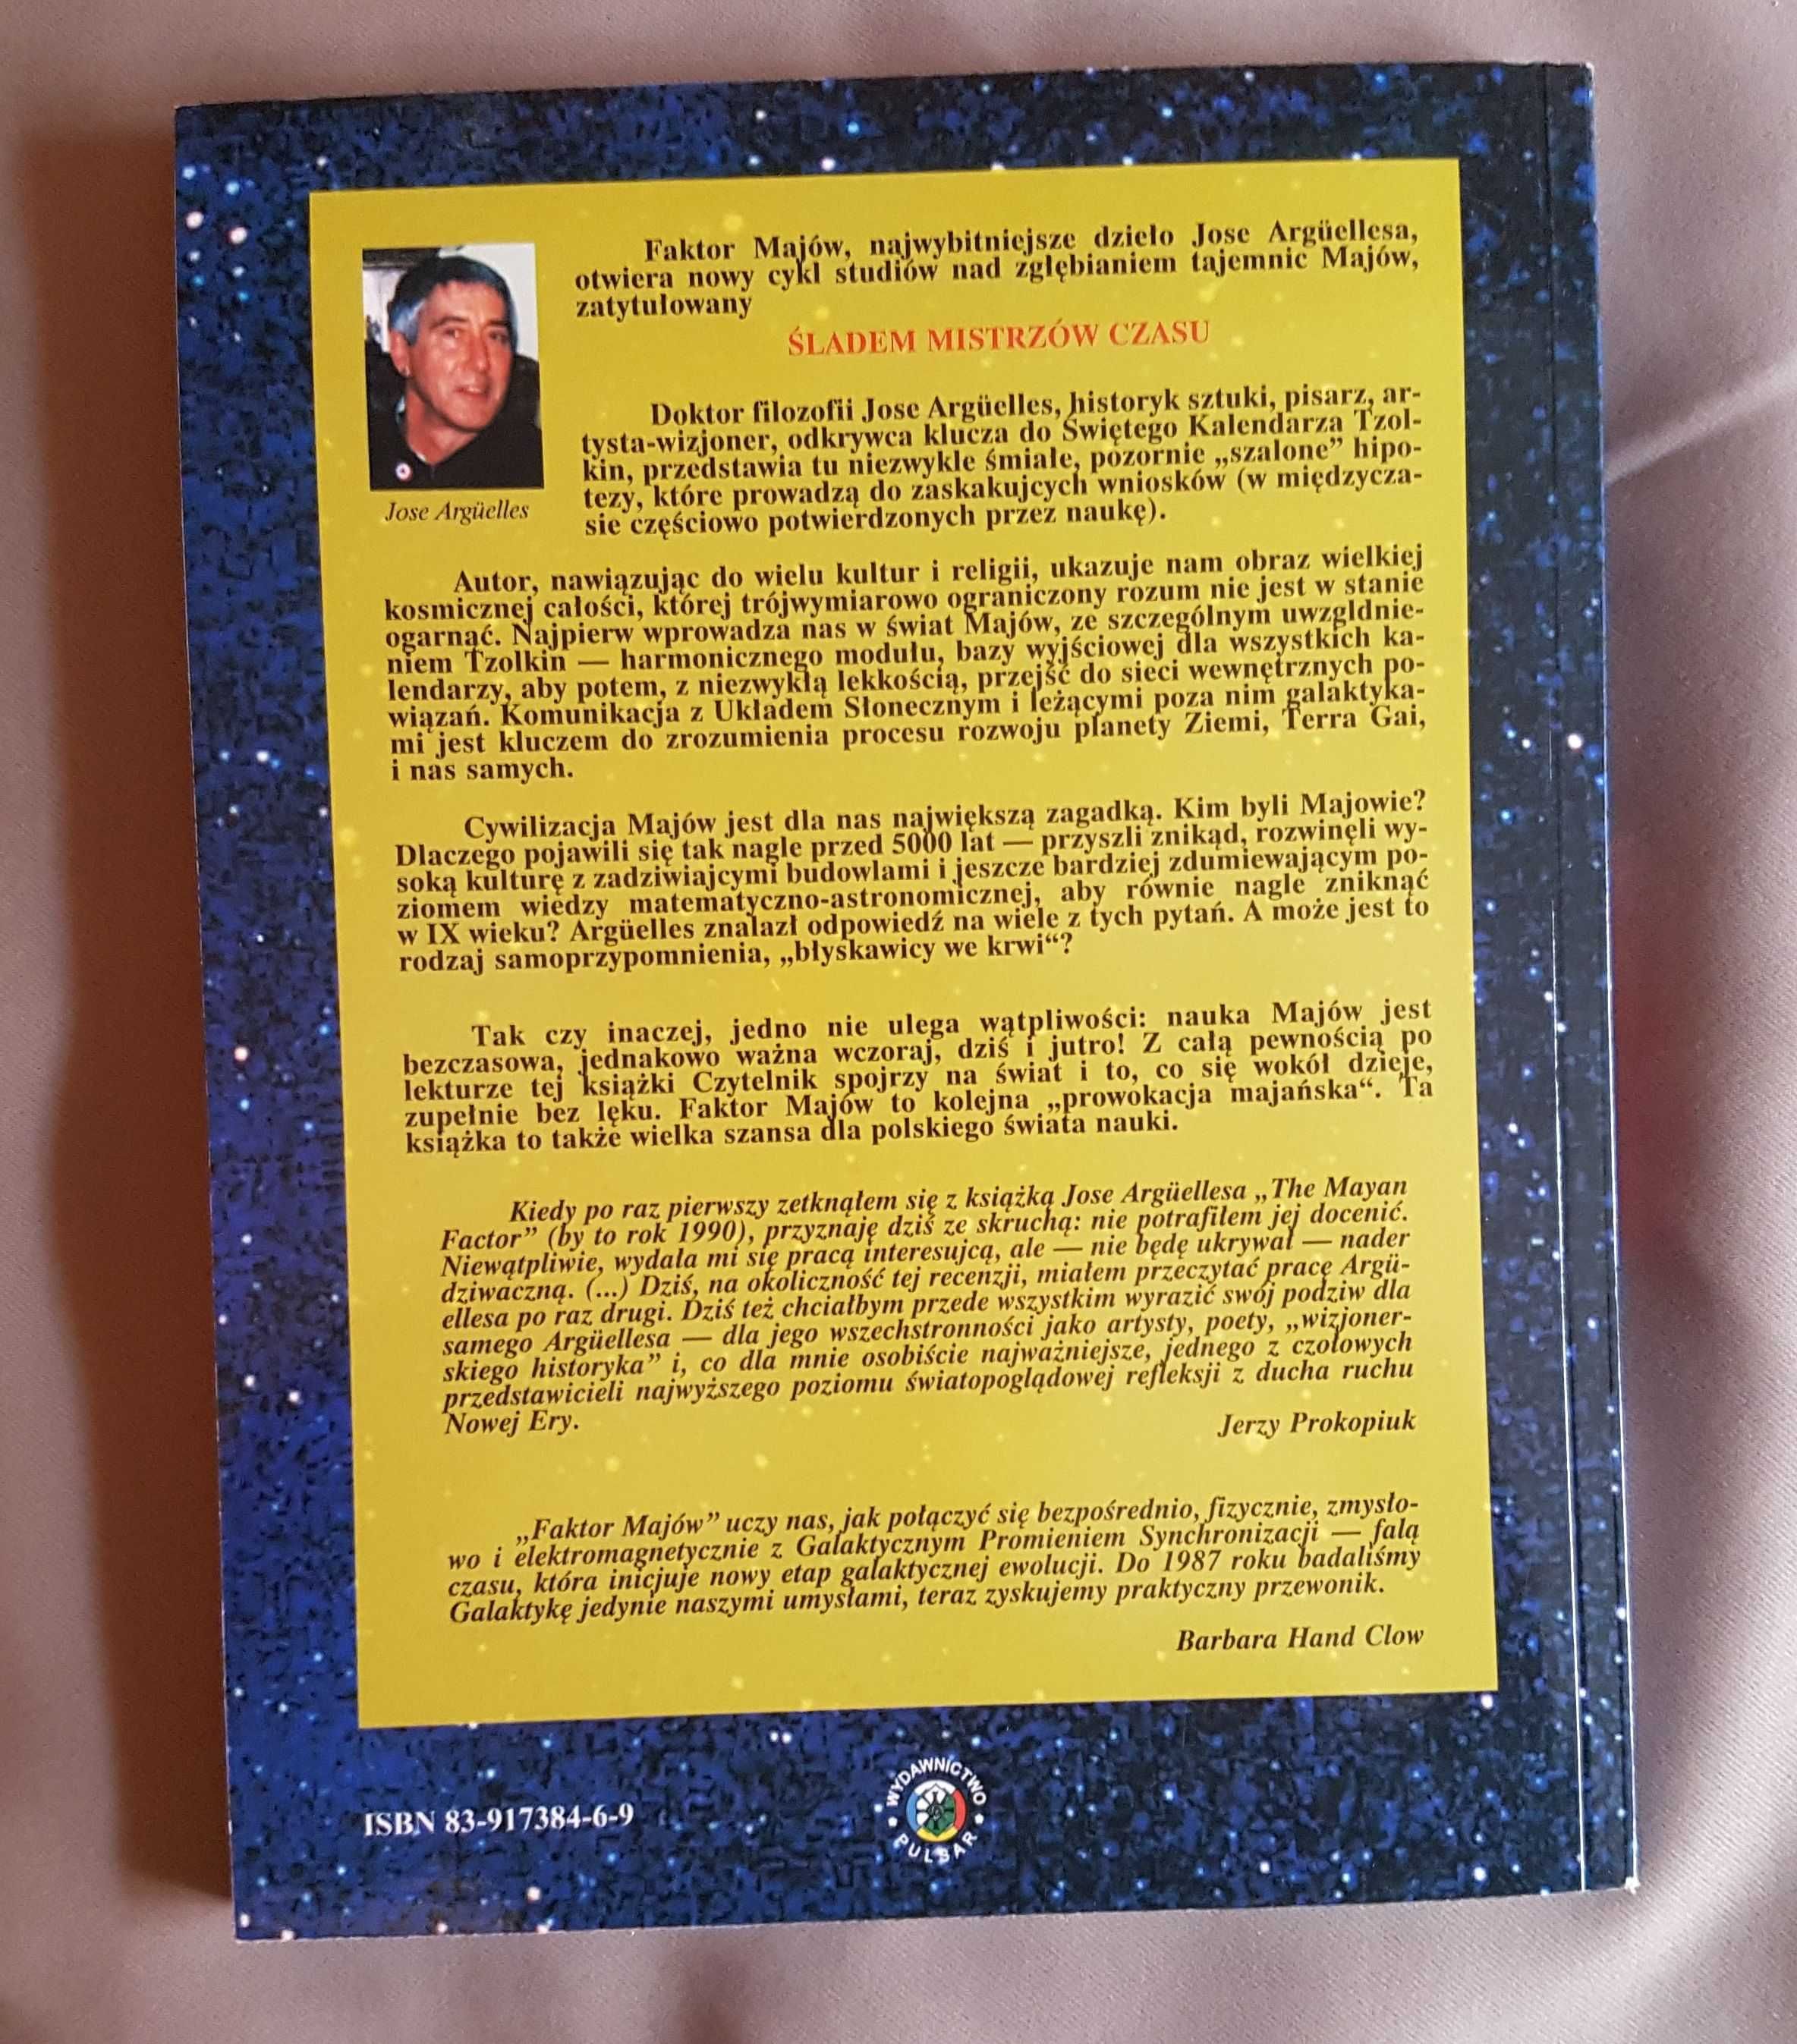 Faktor Majów, najwybitniejsze dzieło Jose Argüellesa,
otwiera nowy cykl studiów nad zgłębianiem tajemnic Majów,
zatytułowany
ŚLADEM MISTRZÓW CZASU
Doktor filozofii Jose Argüelles, historyk sztuki, pisarz, ar-
tysta-wizjoner, odkrywca klucza do Świętego Kalendarza Tzol-
kin, przedstawia tu niezwykle śmiałe, pozornie „szalone” hipo-
tezy, które prowadzą do zaskakujcych wniosków (w międzycza-
sie częściowo potwierdzonych przez naukę).
Jose Argüelles
Autor, nawiązując do wielu kultur i religii, ukazuje nam obraz wielkiej
kosmicznej całości, której trójwymiarowo ograniczony rozum nie jest w stanie
ogarnąć. Najpierw wprowadza nas w świat Majów, ze szczególnym uwzgldnie-
niem Tzolkin — harmonicznego modułu, bazy wyjściowej dla wszystkich ka-
lendarzy, aby potem, z niezwykłą lekkością, przejść do sieci wewnętrznych po-
wiązań. Komunikacja z Układem Słonecznym i leżącymi poza nim galaktyka-
mi jest kluczem do zrozumienia procesu rozwoju planety Ziemi, Terra Gai,
i nas samych.
Cywilizacja Majów jest dla nas największą zagadką. Kim byli Majowie?
Dlaczego pojawili się tak nagle przed 5000 lat — przyszli znikąd, rozwinęli wy-
soką kulturę z zadziwiajcymi budowlami i jeszcze bardziej zdumiewającym po-
ziomem wiedzy matematyczno-astronomicznej, aby równie nagle zniknąć
w IX wieku? Argüelles znalazł odpowiedź na wiele z tych pytań. A może jest to
rodzaj samoprzypomnienia, „błyskawicy we krwi“?
Tak czy inaczej, jedno nie ulega wątpliwości: nauka Majów jest
bezczasowa, jednakowo ważna wczoraj, dziś i jutro! Z całą pewnością po
lekturze tej książki Czytelnik spojrzy na świat i to, co się wokół dzieje,
zupełnie bez lęku. Faktor Majów to kolejna „prowokacja majańska“. Ta
książka to także wielka szansa dla polskiego świata nauki.
Kiedy po raz pierwszy zetknąłem się z książką Jose Argüellesa „The Mayan
Factor” (by to rok 1990), przyznaję dziś ze skruchą: nie potrafiłem jej docenić.
Niewątpliwie, wydała mi się pracą interesujcą, ale — nie będę ukrywał — nader
dziwaczną. (...) Dziś, na okoliczność tej recenzji, miałem przeczytać pracę Argü-
ellesa po raz drugi. Dziś też chciałbym przede wszystkim wyrazić swój podziw dla
samego Argüellesa — dla jego wszechstronności jako artysty, poety, „wizjoner-
skiego historyka” i, co dla mnie osobiście najważniejsze, jednego z czołowych
przedstawicieli najwyższego poziomu światopoglądowej refleksji z ducha ruchu
Nowej Ery.
Jerzy Prokopiuk
„Faktor Majów” uczy nas, jak połączyć się bezpośrednio, fizycznie, zmysło-
wo i elektromagnetycznie z Galaktycznym Promieniem Synchronizacji — falą
czasu, która inicjuje nowy etap galaktycznej ewolucji. Do 1987 roku badaliśmy
Galaktykę jedynie naszymi umysłami, teraz zyskujemy praktyczny przewonik.
Barbara Hand Clow
ISBN 83-917384-6-9
WYDAWNICTWO
PULSAR